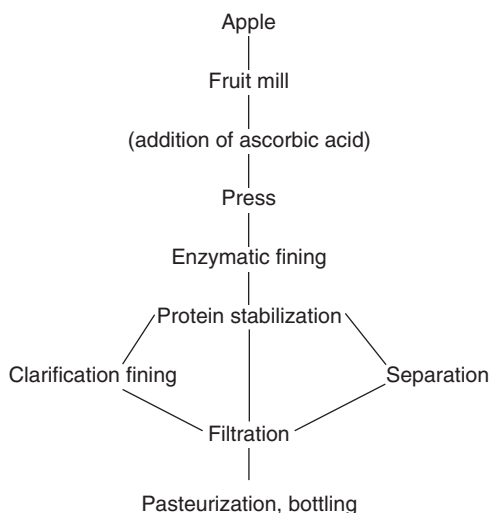 Apple
Fruit mill
(addition of ascorbic acid)
Press
Enzymatic fining
Protein stabilization
Clarification fining
Separation
Filtration
Pasteurization, bottling